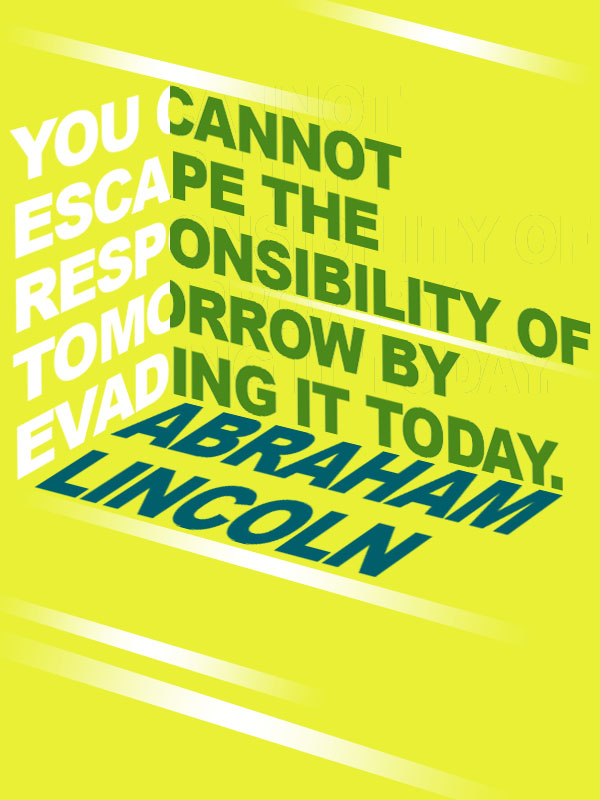 YOU CANNOT
ESCAPE THE
RESPONSIBILITY OF
TOMORROW BY
EVADING IT TODAY.
ABRAHAM
LINCOLN